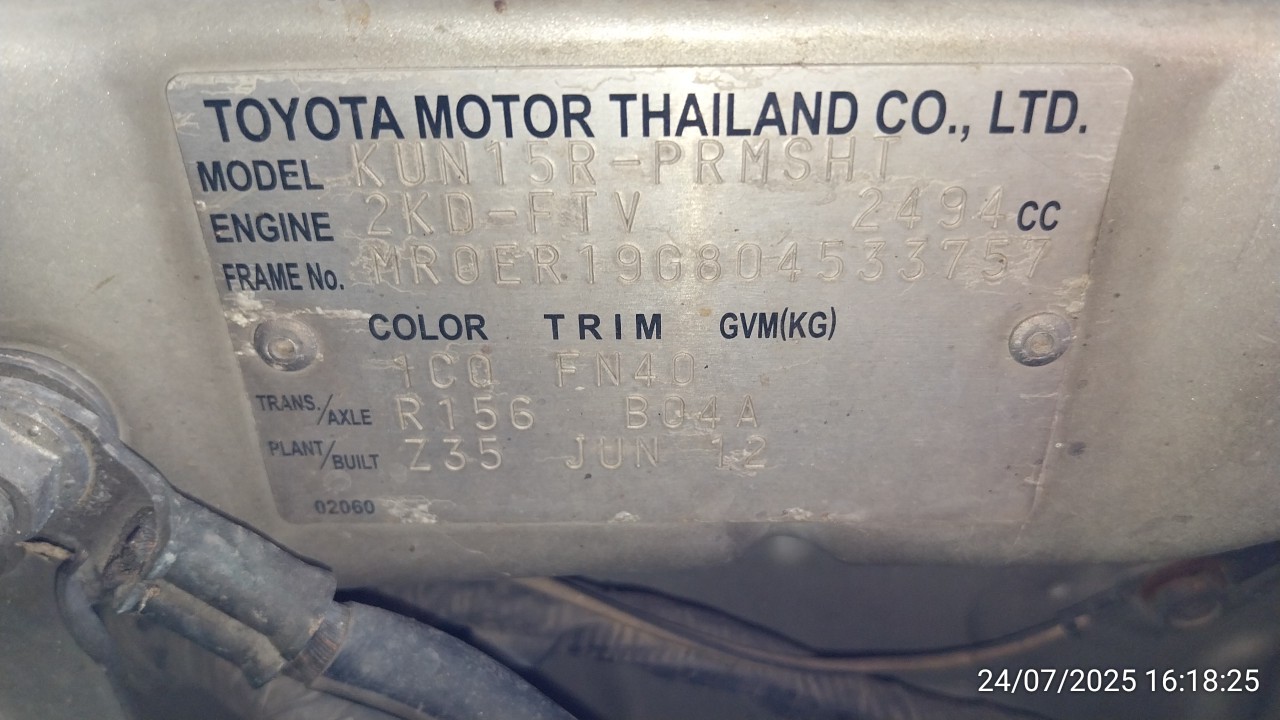 TOYOTA MOTOR THAILAND CO., LTD.
MODEL KUN15R-PRMSHT
ENGINE 2KD-FTV 2494 CC
FRAME No. MR0ER19G804533757
COLOR TRIM GVM(KG)
1C0 FN40
TRANS./AXLE R156 B04A
PLANT/BUILT Z35 JUN 12
02060
24/07/2025 16:18:25